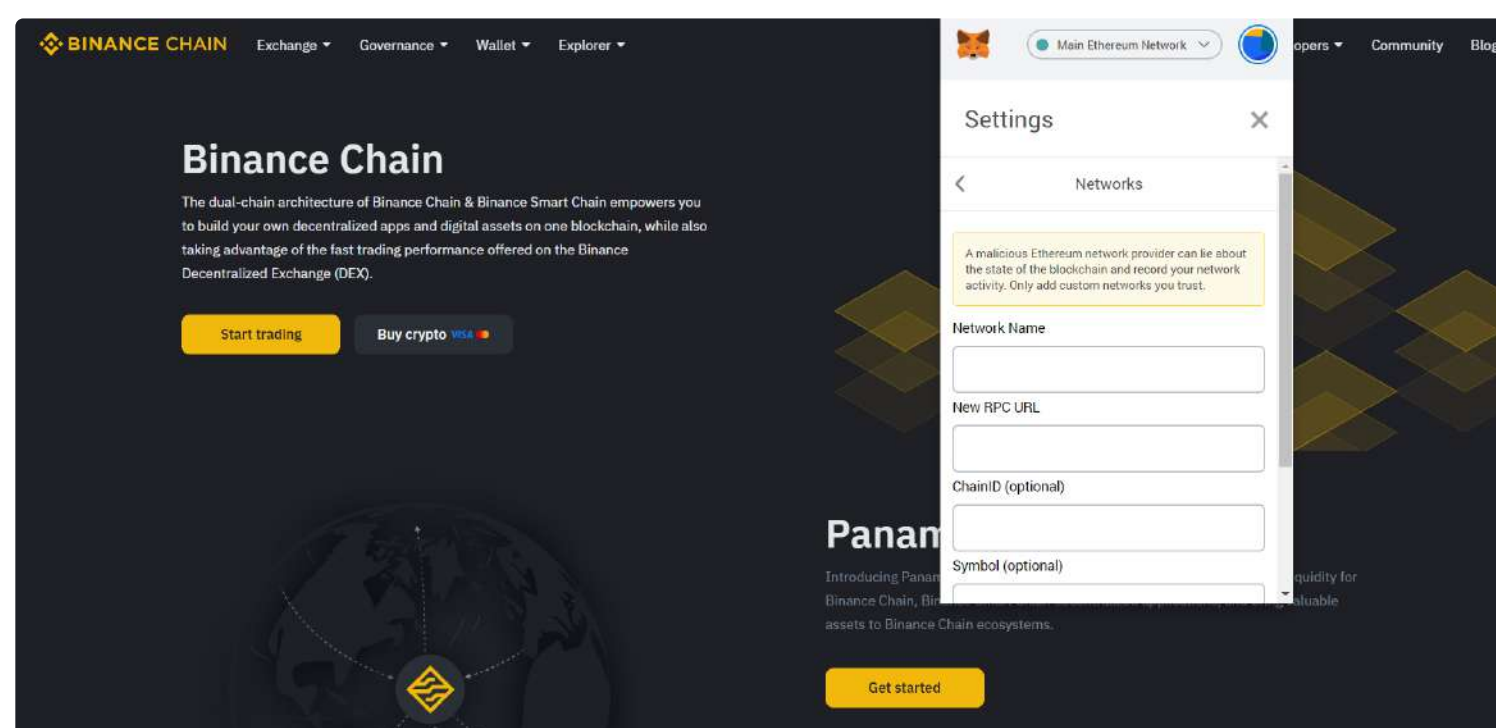 BINANCE CHAIN
Exchange
Governance
Wallet
Explorer
Main Ethereum Network
opers
Community
Blog
Binance Chain
The dual-chain architecture of Binance Chain & Binance Smart Chain empowers you
to build your own decentralized apps and digital assets on one blockchain, while also
taking advantage of the fast trading performance offered on the Binance
Decentralized Exchange (DEX).
Start trading
Buy crypto VISA
Settings
Networks
A malicious Ethereum network provider can lie about
the state of the blockchain and record your network
activity. Only add custom networks you trust.
Network Name
New RPC URL
ChainID (optional)
Symbol (optional)
Panam
Introducing Panam
quidity for
Binance Chain, Bin
aluable
assets to Binance Chain ecosystems.
Get started